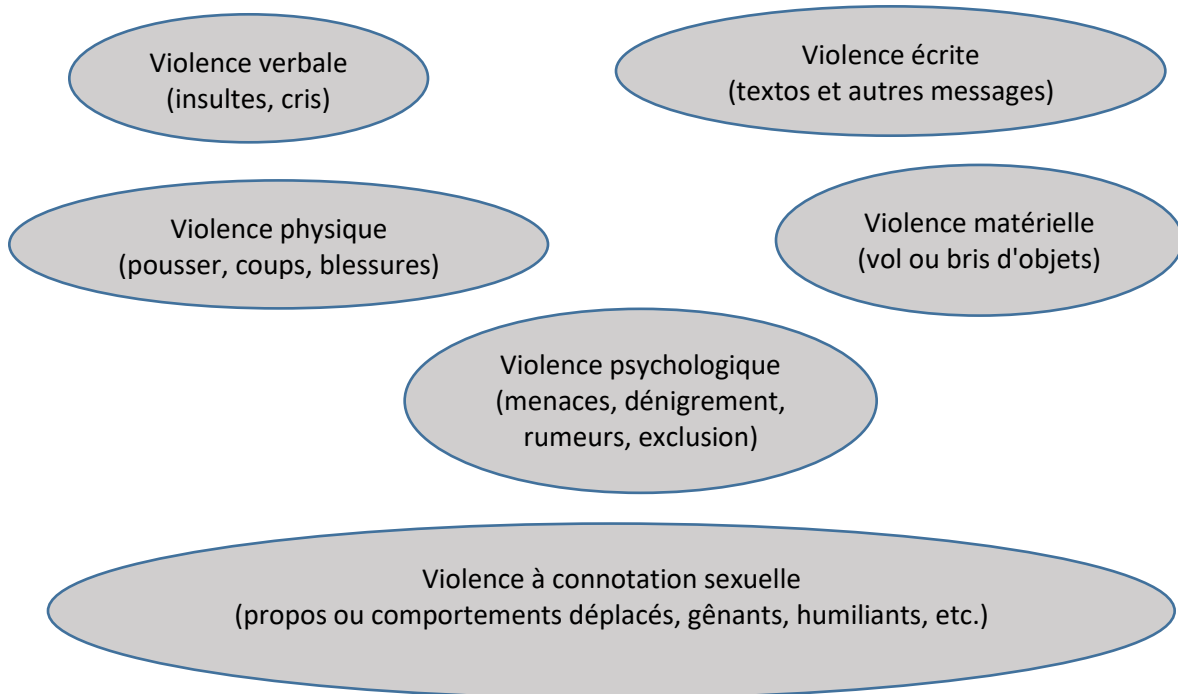 Violence verbale
(insultes, cris)
Violence écrite
(textos et autres messages)
Violence physique
(pousser, coups, blessures)
Violence matérielle
(vol ou bris d'objets)
Violence psychologique
(menaces, dénigrement,
rumeurs, exclusion)
Violence à connotation sexuelle
(propos ou comportements déplacés, gênants, humiliants, etc.)